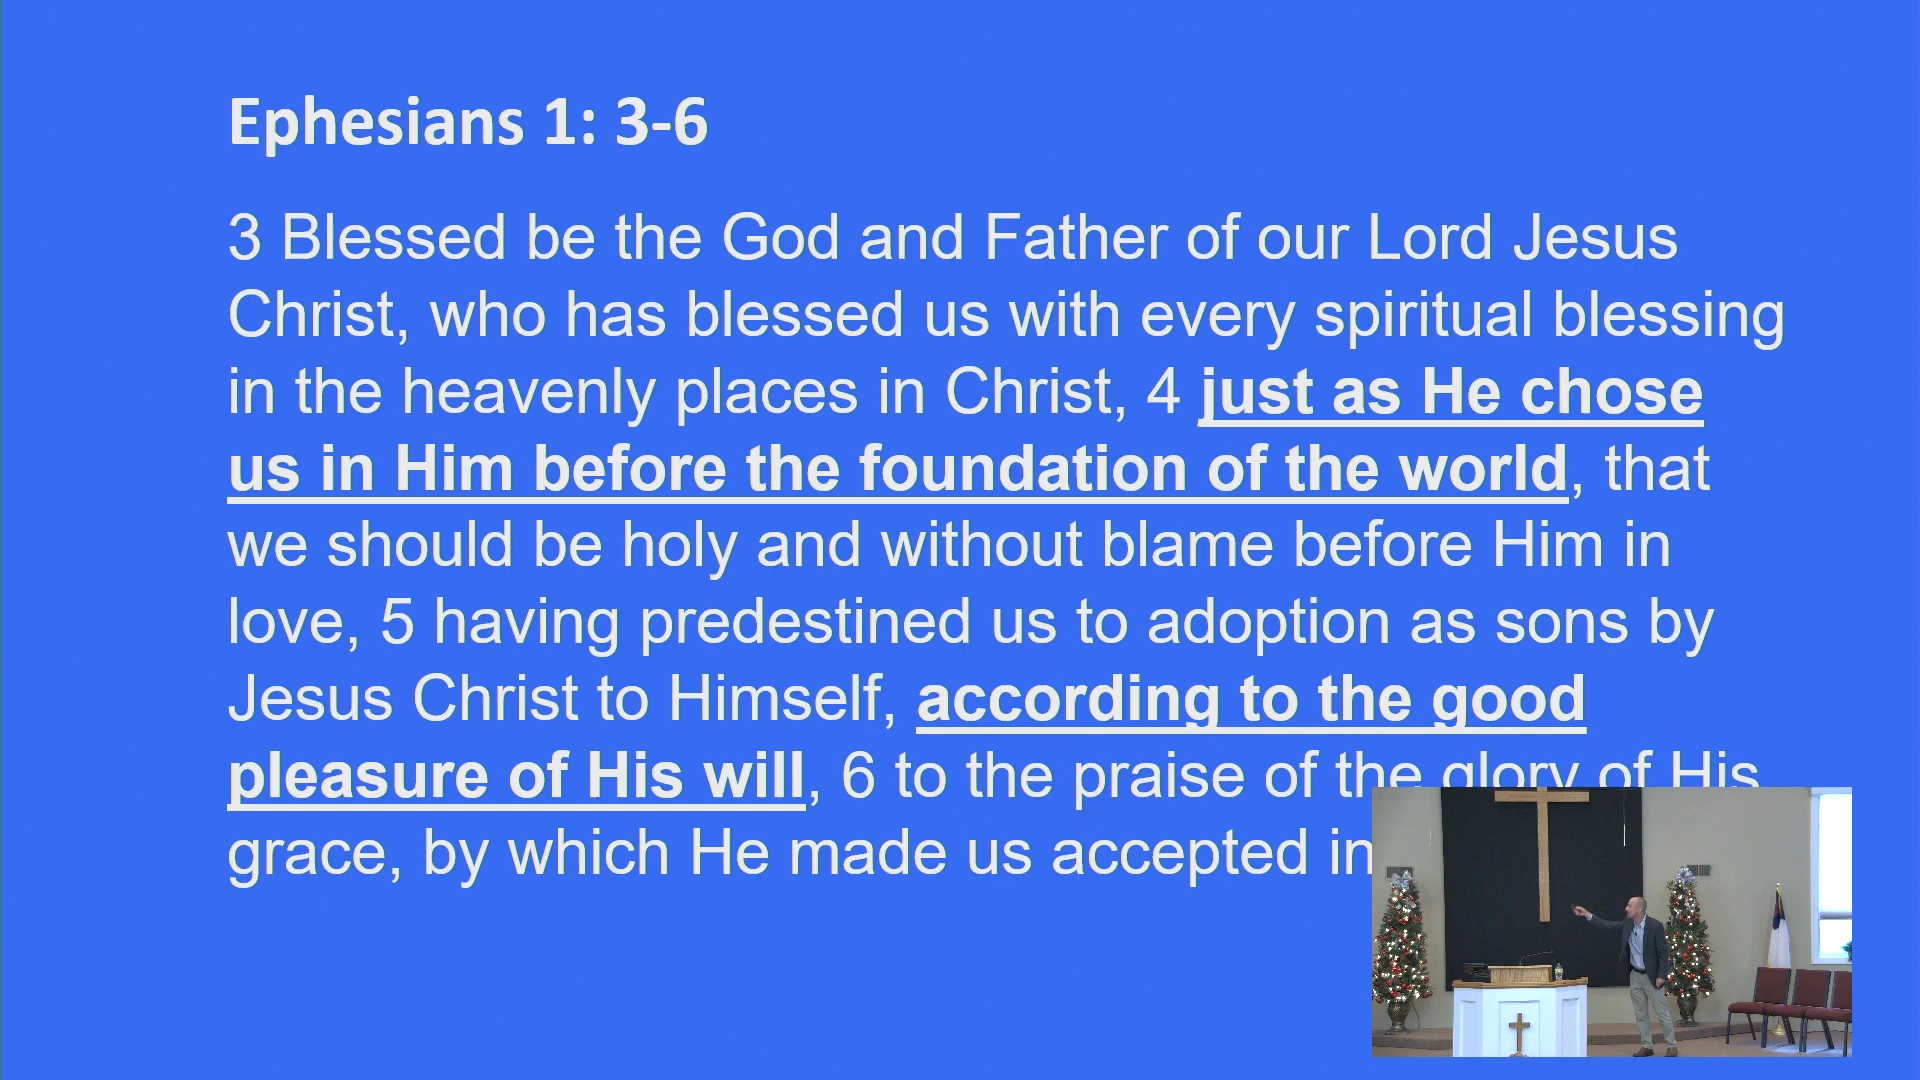 Ephesians 1: 3-6
3 Blessed be the God and Father of our Lord Jesus
Christ, who has blessed us with every spiritual blessing
in the heavenly places in Christ, 4 just as He chose
us in Him before the foundation of the world, that
we should be holy and without blame before Him in
love, 5 having predestined us to adoption as sons by
Jesus Christ to Himself, according to the good
pleasure of His will, 6 to the praise of the glory of His
grace, by which He made us accepted in